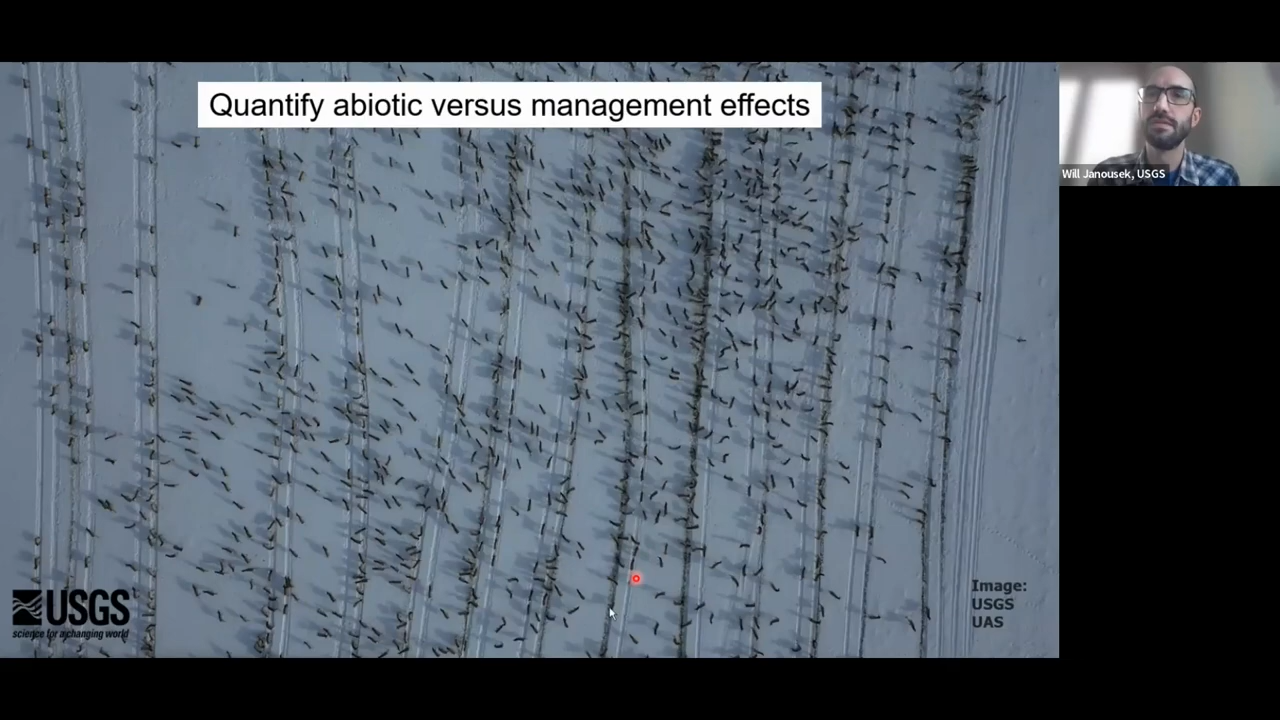 Quantify abiotic versus management effects
Will Janousek, USGS
USGS
science for a changing world
Image:
USGS
UAS